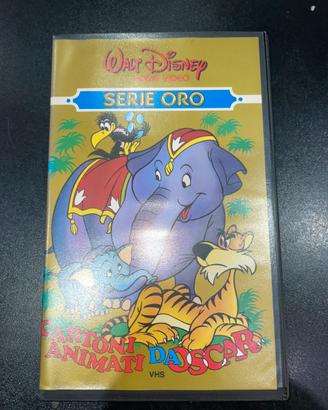 WALT DISNEY
HOME VIDEO
SERIE ORO
CARTONI
ANIMATI DA OSCAR
VHS